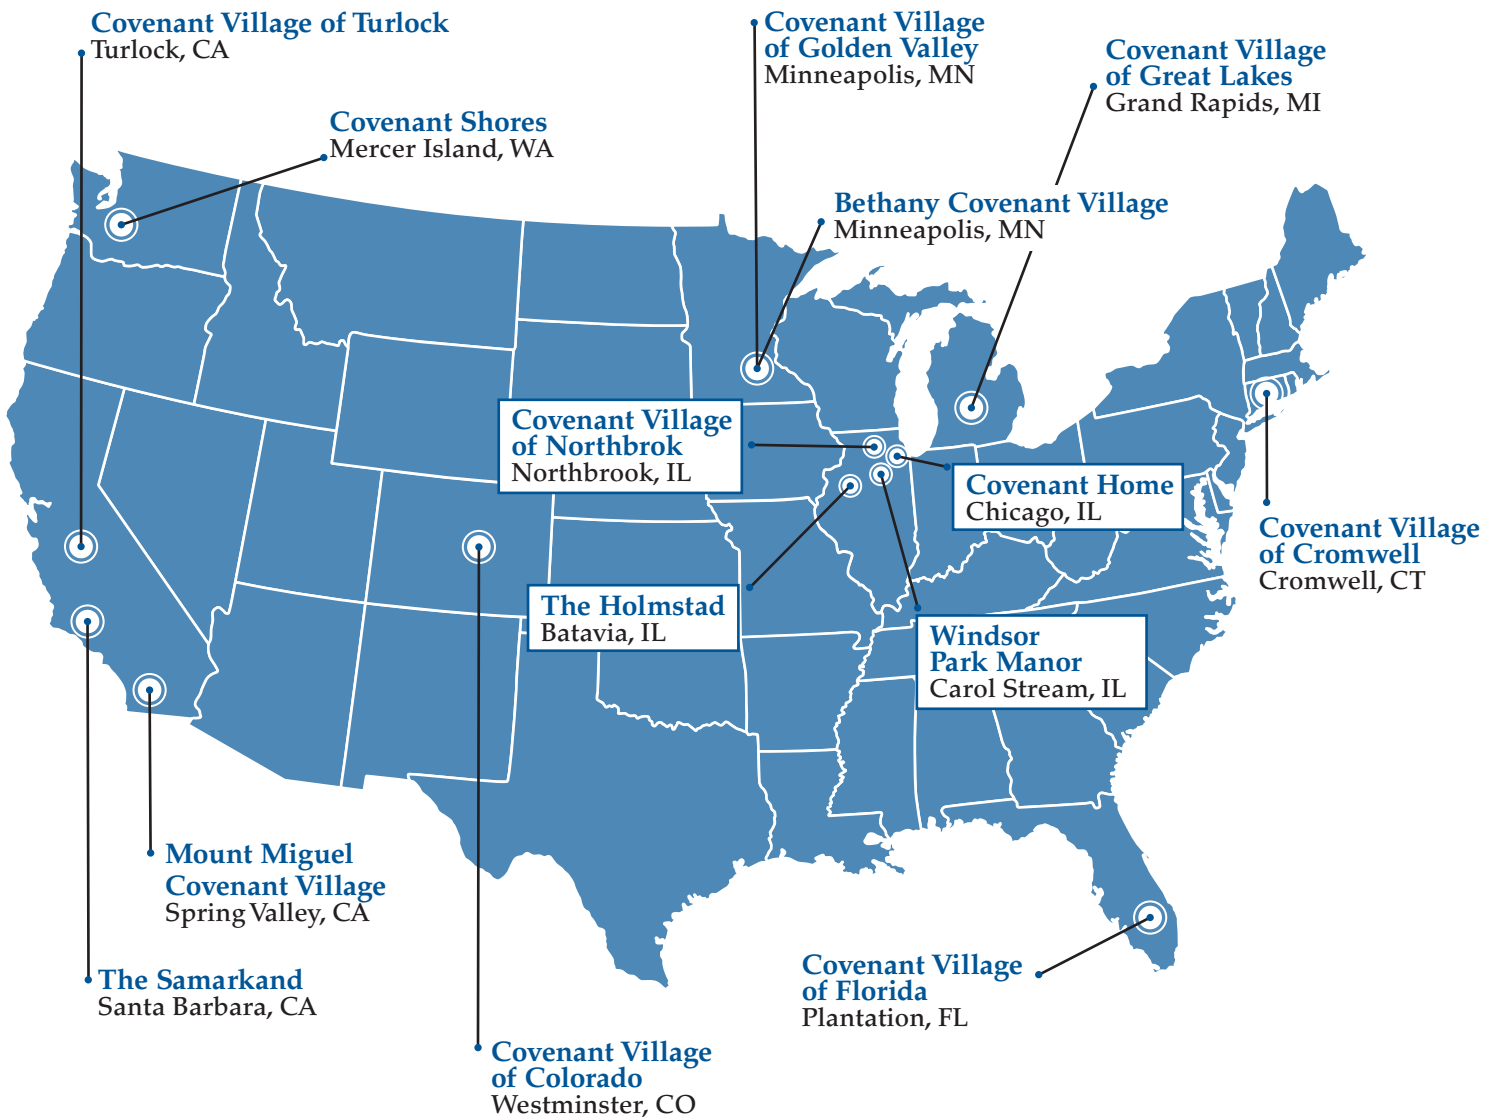 Covenant Village of Turlock
Turlock, CA
Covenant Village
of Golden Valley
Minneapolis, MN
Covenant Village
of Great Lakes
Grand Rapids, MI
Covenant Shores
Mercer Island, WA
Bethany Covenant Village
Minneapolis, MN
Covenant Village
of Northbrok
Northbrook, IL
Covenant Home
Chicago, IL
Covenant Village
of Cromwell
Cromwell, CT
The Holmstad
Batavia, IL
Windsor
Park Manor
Carol Stream, IL
Mount Miguel
Covenant Village
Spring Valley, CA
The Samarkand
Santa Barbara, CA
Covenant Village
of Florida
Plantation, FL
Covenant Village
of Colorado
Westminster, CO